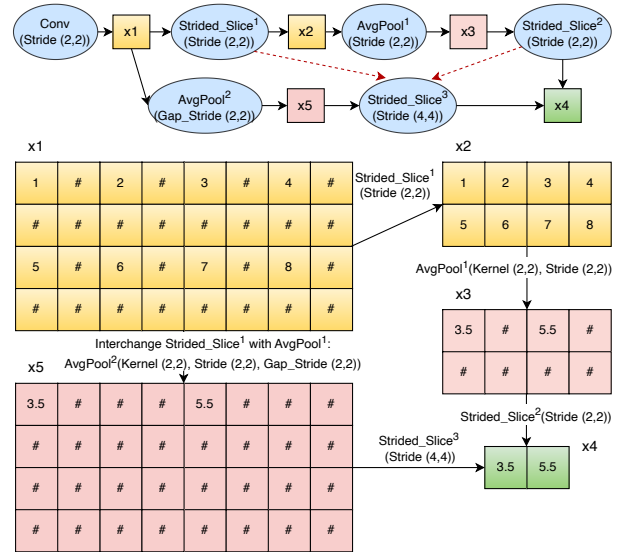 Conv
(Stride (2,2))
x1
Strided_Slice¹
(Stride (2,2))
x2
AvgPool¹
(Stride (2,2))
x3
Strided_Slice²
(Stride (2,2))
AvgPool²
(Gap_Stride (2,2))
x5
Strided_Slice³
(Stride (4,4))
x4
x1
1 # 2 # 3 # 4 #
# # # # # # # #
5 # 6 # 7 # 8 #
# # # # # # # #
Strided_Slice¹
(Stride (2,2))
x2
1 2 3 4
5 6 7 8
AvgPool¹(Kernel (2,2), Stride (2,2))
x3
3.5 # 5.5 #
# # # #
Interchange Strided_Slice¹ with AvgPool¹:
AvgPool²(Kernel (2,2), Stride (2,2), Gap_Stride (2,2))
x5
3.5 # # # 5.5 # # #
# # # # # # # #
# # # # # # # #
# # # # # # # #
Strided_Slice²(Stride (2,2))
Strided_Slice³
(Stride (4,4))
x4
3.5 5.5